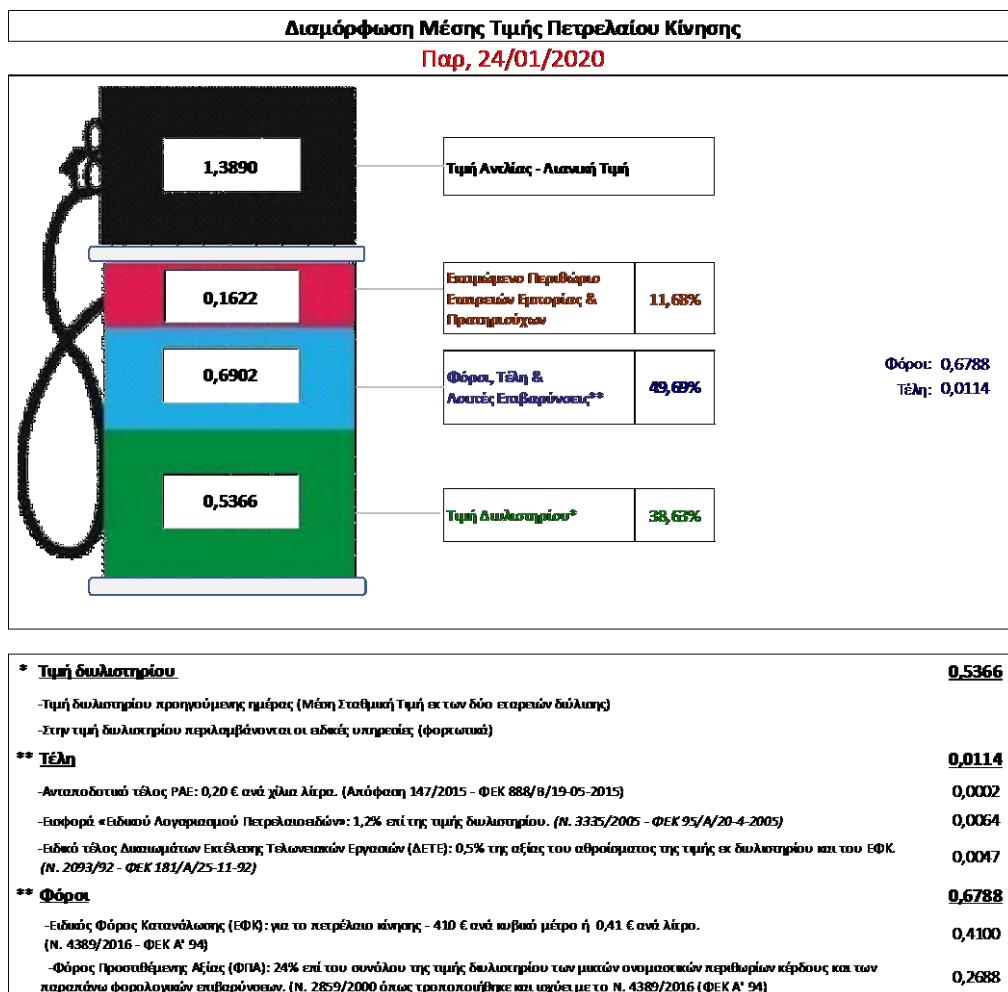 Διαμόρφωση Μέσης Τιμής Πετρελαίου Κίνησης
Παρ, 24/01/2020
1,3890
Τιμή Αντλίας - Λιανική Τιμή
0,1622
Εκτιμώμενο Περιθώριο
Εταιρειών Εμπορίας &
Πρατηριούχων
11,68%
0,6902
Φόροι, Τέλη &
Λοιπές Επιβαρύνσεις**
49,69%
Φόροι: 0,6788
Τέλη: 0,0114
0,5366
Τιμή Διυλιστηρίου*
38,63%
* Τιμή διυλιστηρίου 0,5366
-Τιμή διυλιστηρίου προηγούμενης ημέρας (Μέση Σταθμική Τιμή εκ των δύο εταρειών διύλισης)
-Στην τιμή διυλιστηρίου περιλαμβάνονται οι ειδικές υπηρεσίες (φορτωτικά)
** Τέλη 0,0114
-Ανταποδοτικό τέλος ΡΑΕ: 0,20 € ανά χίλια λίτρα. (Απόφαση 147/2015 - ΦΕΚ 888/Β/19-05-2015) 0,0002
-Εισφορά «Ειδικού Λογαριασμού Πετρελαιοειδών»: 1,2% επί της τιμής διυλιστηρίου. (Ν. 3335/2005 - ΦΕΚ 95/Α/20-4-2005) 0,0064
-Ειδικό τέλος Δικαιωμάτων Εκτέλεσης Τελωνειακών Εργασιών (ΔΕΤΕ): 0,5% της αξίας του αθροίσματος της τιμής εκ διυλιστηρίου και του ΕΦΚ.
(Ν. 2093/92 - ΦΕΚ 181/Α/25-11-92) 0,0047
** Φόροι 0,6788
-Ειδικός Φόρος Κατανάλωσης (ΕΦΚ): για το πετρέλαιο κίνησης - 410 € ανά κυβικό μέτρο ή 0,41 € ανά λίτρο.
(Ν. 4389/2016 - ΦΕΚ Α' 94) 0,4100
-Φόρος Προστιθέμενης Αξίας (ΦΠΑ): 24% επί του συνόλου της τιμής διυλιστηρίου των μικτών ονομαστικών περιθωρίων κέρδους και των
παραπάνω φορολογικών επιβαρύνσεων. (Ν. 2859/2000 όπως τροποποιήθηκε και ισχύει με το Ν. 4389/2016 (ΦΕΚ Α' 94) 0,2688